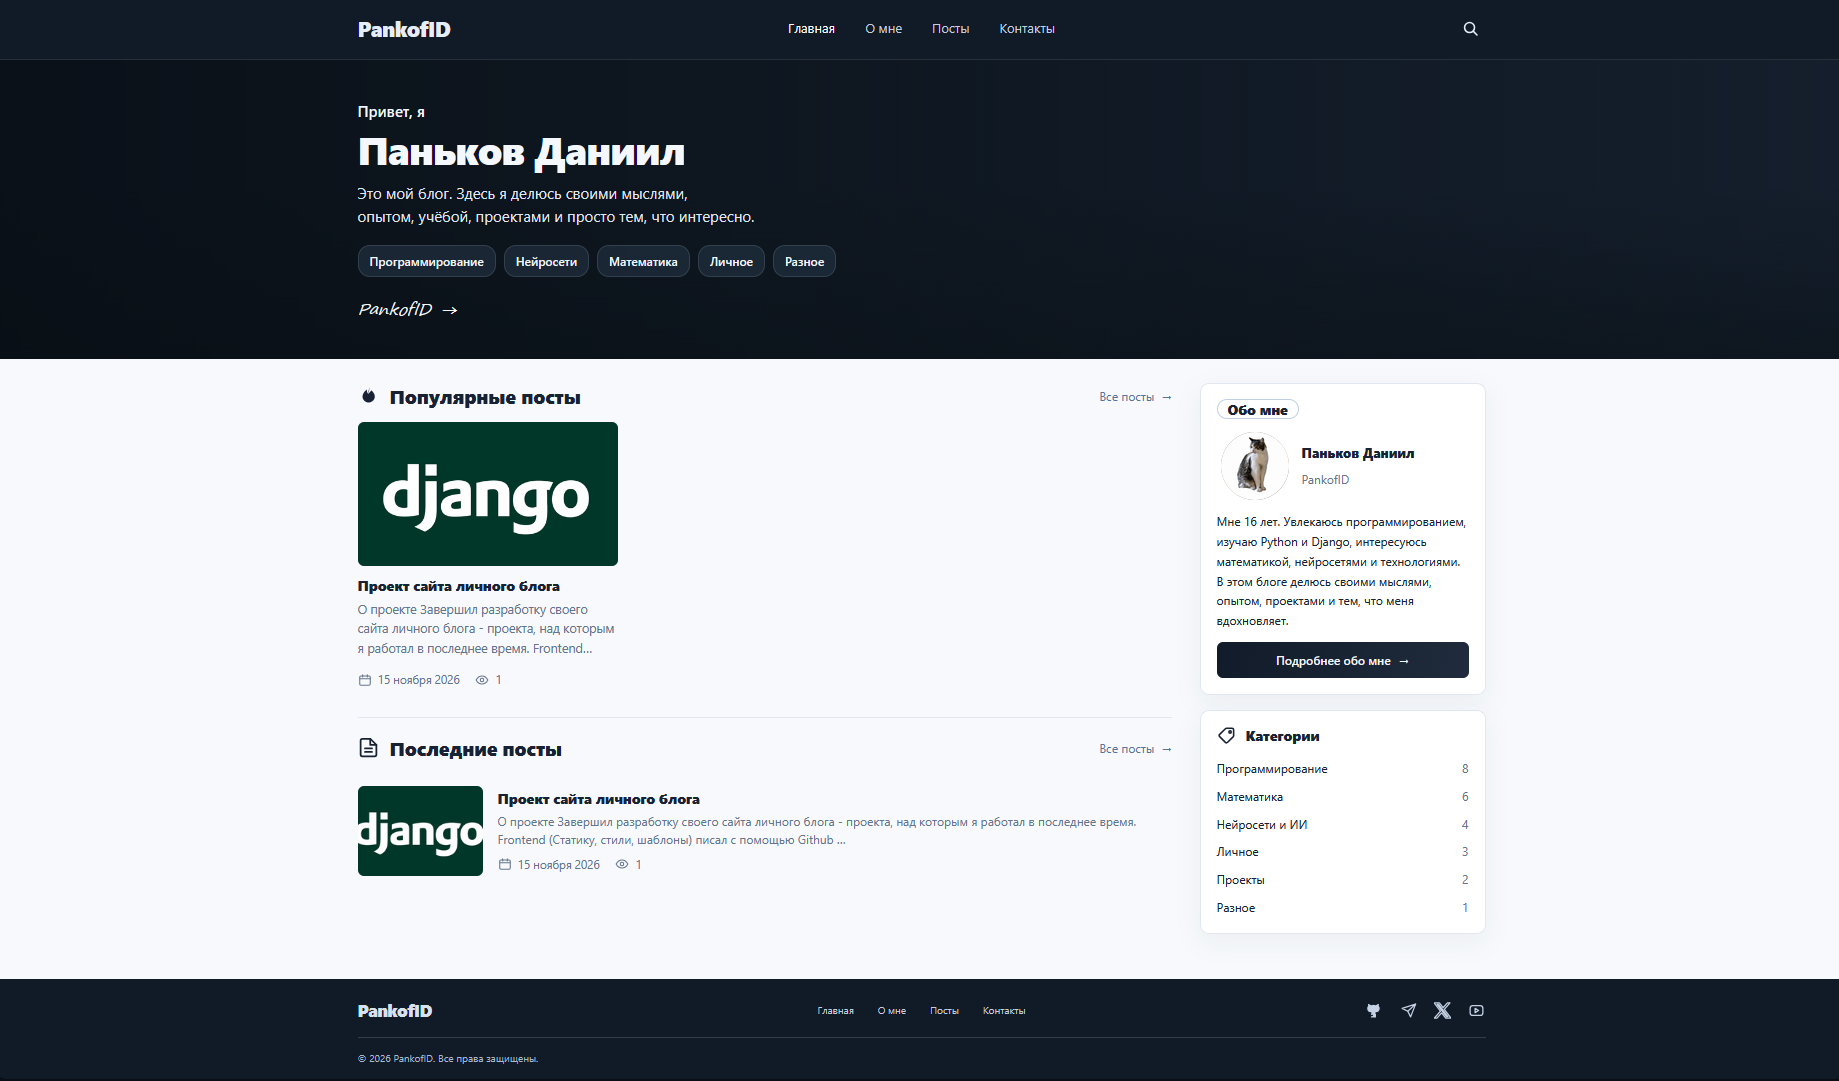 PankofID
Главная О мне Посты Контакты
Привет, я
Паньков Даниил
Это мой блог. Здесь я делюсь своими мыслями,
опытом, учёбой, проектами и просто тем, что интересно.
Программирование Нейросети Математика Личное Разное
PankofID →
Популярные посты
Все посты →
django
Проект сайта личного блога
О проекте Завершил разработку своего
сайта личного блога - проекта, над которым
я работал в последнее время. Frontend...
15 ноября 2026 1
Последние посты
Все посты →
django
Проект сайта личного блога
О проекте Завершил разработку своего сайта личного блога - проекта, над которым я работал в последнее время.
Frontend (Статику, стили, шаблоны) писал с помощью Github ...
15 ноября 2026 1
Обо мне
Паньков Даниил
PankofID
Мне 16 лет. Увлекаюсь программированием,
изучаю Python и Django, интересуюсь
математикой, нейросетями и технологиями.
В этом блоге делюсь своими мыслями,
опытом, проектами и тем, что меня
вдохновляет.
Подробнее обо мне →
Категории
Программирование 8
Математика 6
Нейросети и ИИ 4
Личное 3
Проекты 2
Разное 1
PankofID
Главная О мне Посты Контакты
© 2026 PankofID. Все права защищены.